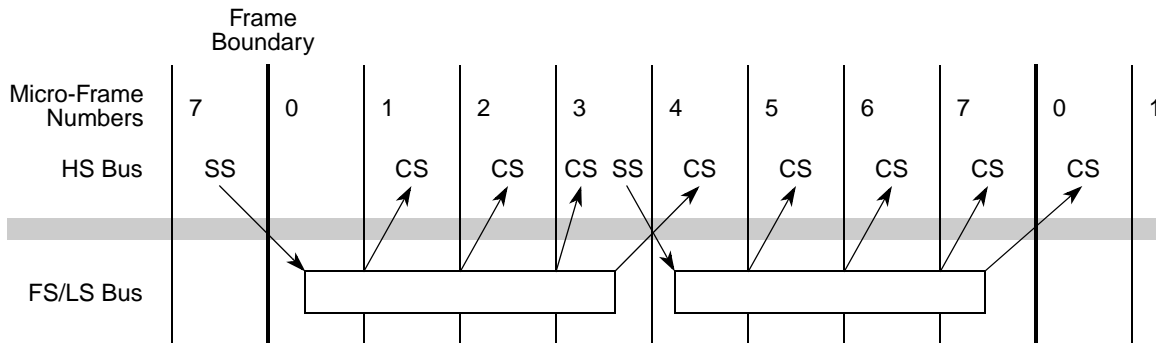 Frame
Boundary
Micro-Frame
Numbers
7 0 1 2 3 4 5 6 7 0 1
HS Bus SS CS CS CS SS CS CS CS CS CS
FS/LS Bus